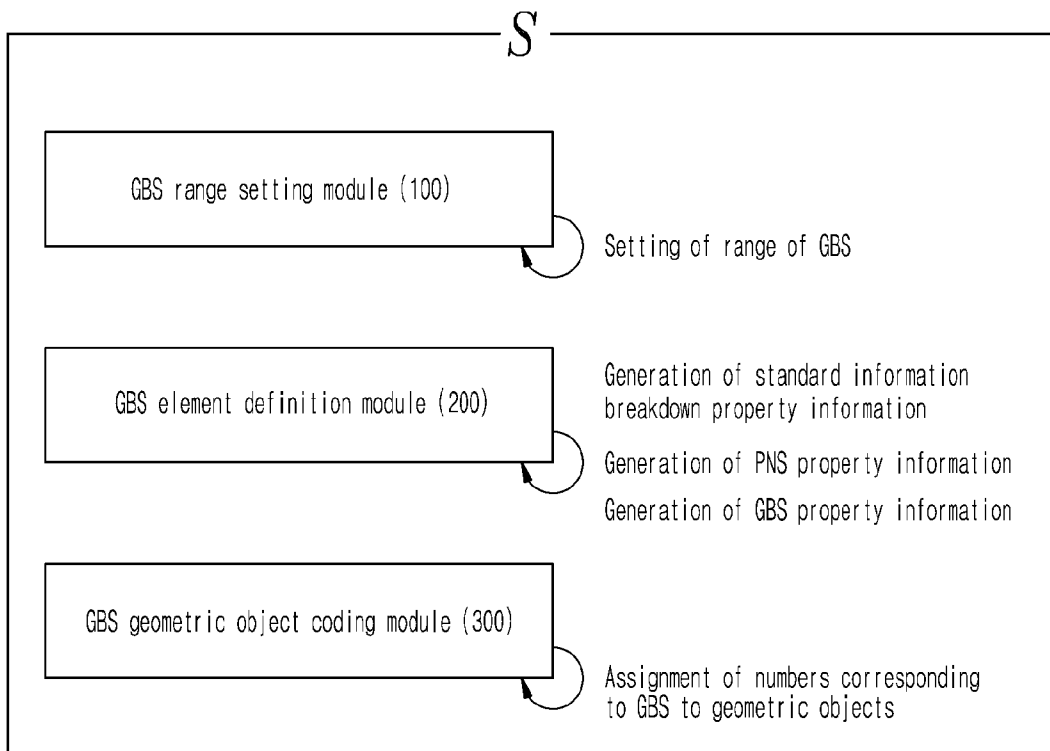 S
GBS range setting module (100)
Setting of range of GBS
GBS element definition module (200)
Generation of standard information
breakdown property information
Generation of PNS property information
Generation of GBS property information
GBS geometric object coding module (300)
Assignment of numbers corresponding
to GBS to geometric objects